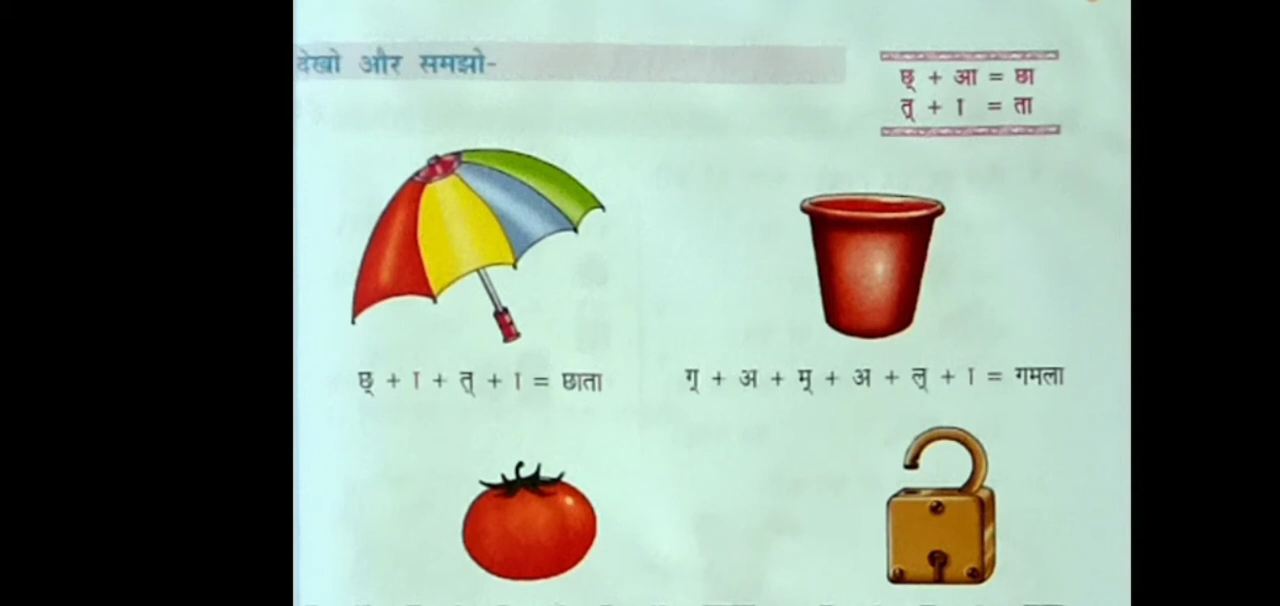 देखो और समझो-
छ् + आ = छा
त् + ा = ता
छ् + ा + त् + ा = छाता
ग् + अ + म् + अ + ल् + ा = गमला